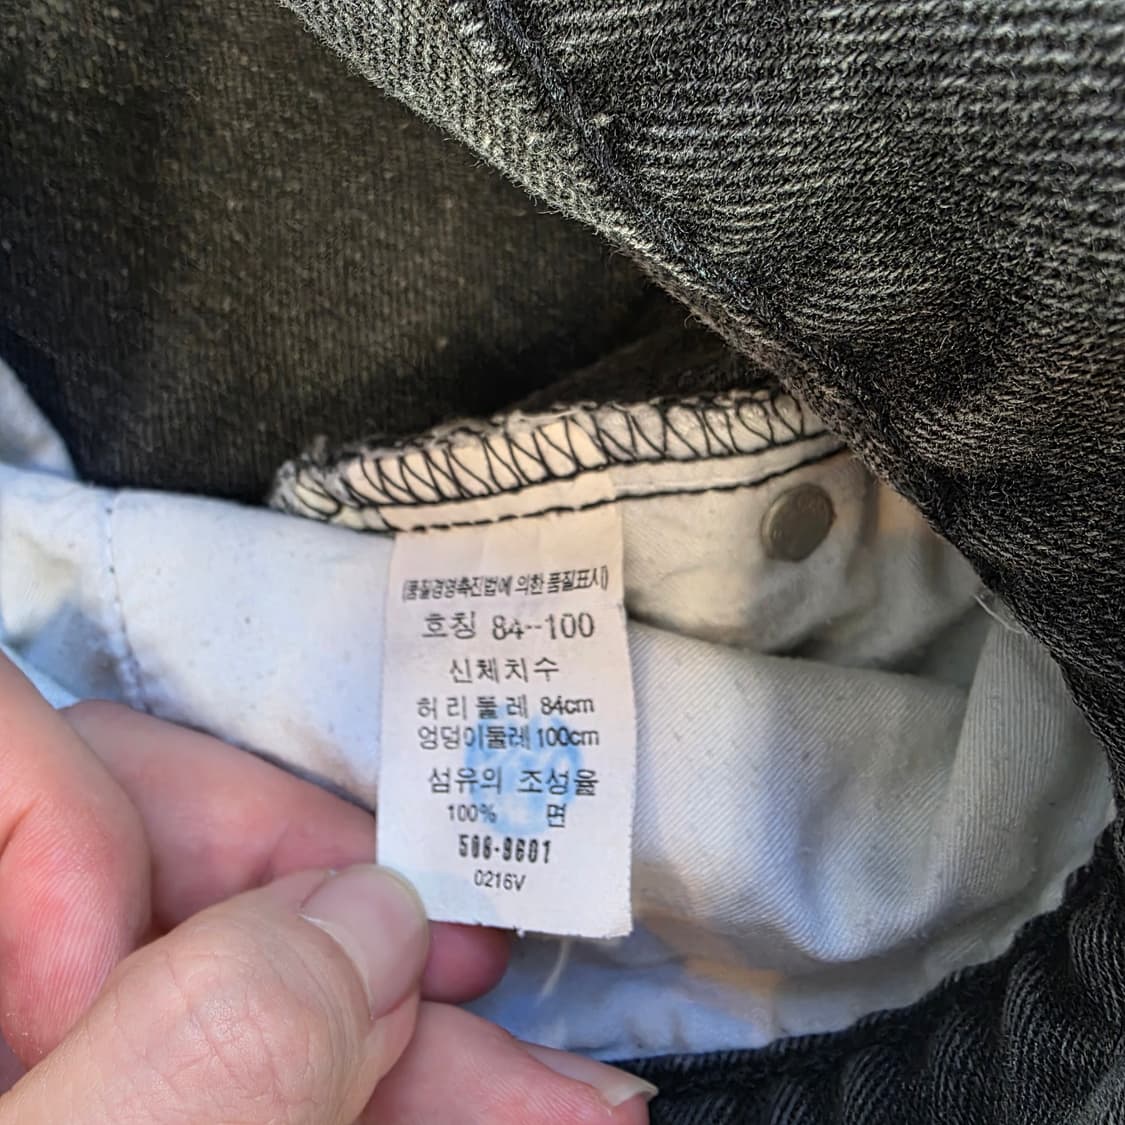 (품질경영촉진법에 의한 품질표시)
호칭 84--100
신체치수
허리둘레 84cm
엉덩이둘레 100cm
섬유의 조성율
100% 면
506-9601
0216V